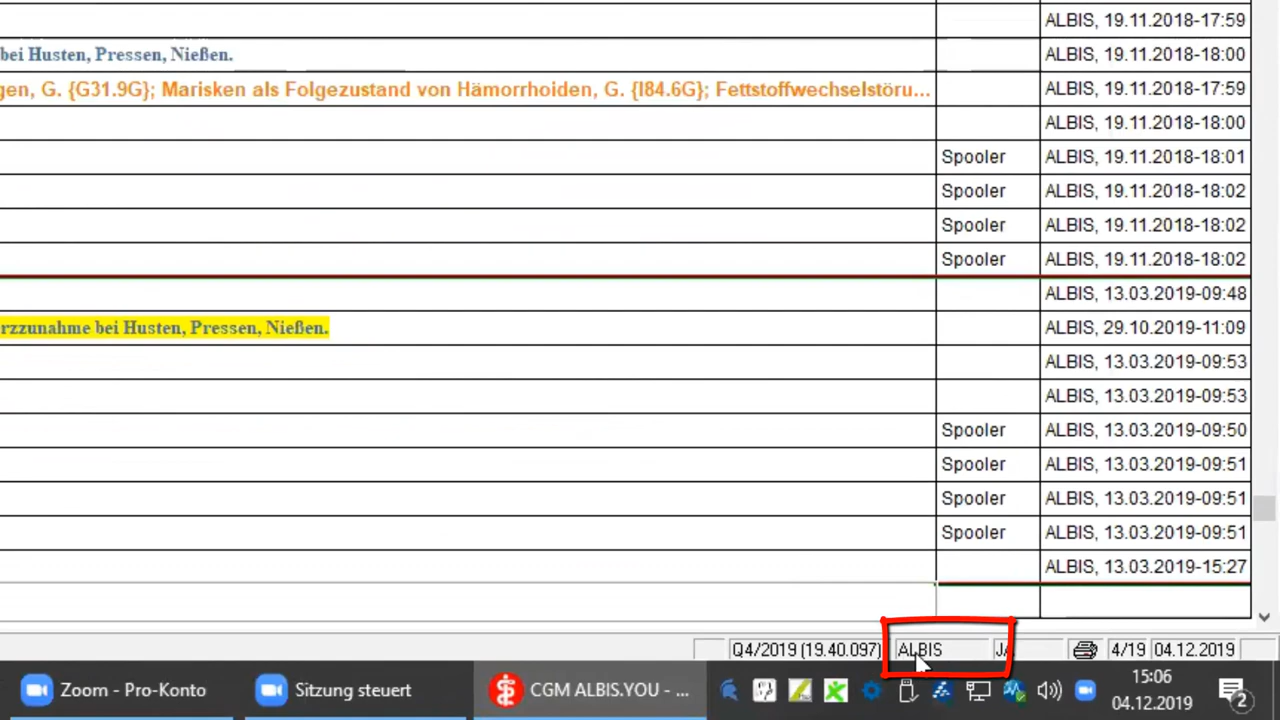 ALBIS, 19.11.2018-17:59
bei Husten, Pressen, Nießen. ALBIS, 19.11.2018-18:00
gen, G. {G31.9G}; Marisken als Folgezustand von Hämorrhoiden, G. {I84.6G}; Fettstoffwechselstöru... ALBIS, 19.11.2018-17:59
ALBIS, 19.11.2018-18:00
Spooler ALBIS, 19.11.2018-18:01
Spooler ALBIS, 19.11.2018-18:02
Spooler ALBIS, 19.11.2018-18:02
Spooler ALBIS, 19.11.2018-18:02
ALBIS, 13.03.2019-09:48
rzzunahme bei Husten, Pressen, Nießen. ALBIS, 29.10.2019-11:09
ALBIS, 13.03.2019-09:53
ALBIS, 13.03.2019-09:53
Spooler ALBIS, 13.03.2019-09:50
Spooler ALBIS, 13.03.2019-09:51
Spooler ALBIS, 13.03.2019-09:51
Spooler ALBIS, 13.03.2019-09:51
ALBIS, 13.03.2019-15:27
Q4/2019 (19.40.097) ALBIS 4/19 04.12.2019
Zoom - Pro-Konto Sitzung steuert CGM ALBIS.YOU - ... 15:06
04.12.2019 2